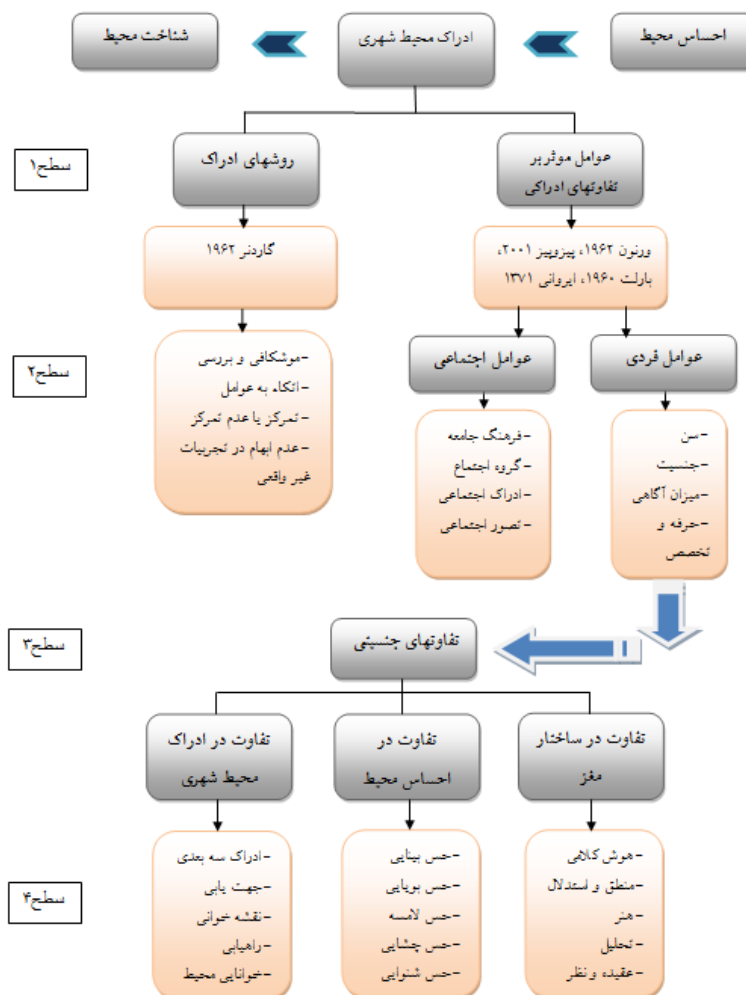 احساس محیط
ادراک محیط شهری
شناخت محیط
سطح۱
عوامل موثر بر
تفاوتهای ادراکی
روشهای ادراک
ورنون ۱۹۶۲، پیزوپیز ۲۰۰۱،
بارلت ۱۹۶۰، ایروانی ۱۳۷۱
گاردنر ۱۹۶۲
سطح۲
عوامل فردی
عوامل اجتماعی
-سن
-جنسیت
-میزان آگاهی
-حرفه و
تخصص
-فرهنگ جامعه
-گروه اجتماع
-ادراک اجتماعی
-تصور اجتماعی
-موشکافی و بررسی
-اتکاء به عوامل
-تمرکز یا عدم تمرکز
-عدم ابهام در تجربیات
غیر واقعی
سطح۳
تفاوتهای جنسیتی
تفاوت در ساختار
مغز
تفاوت در
احساس محیط
تفاوت در ادراک
محیط شهری
سطح۴
-هوش کلامی
-منطق و استدلال
-هنر
-تحلیل
-عقیده و نظر
-حس بینایی
-حس بویایی
-حس لامسه
-حس چشایی
-حس شنوایی
-ادراک سه بعدی
-جهت یابی
-نقشه خوانی
-راهیابی
-خوانایی محیط